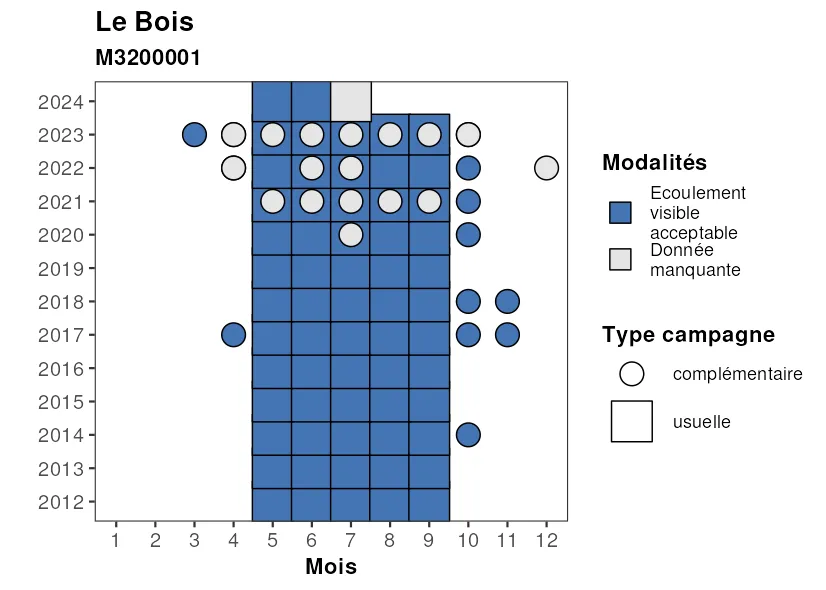 Le Bois
M3200001
2024
2023
2022
2021
2020
2019
2018
2017
2016
2015
2014
2013
2012
1 2 3 4 5 6 7 8 9 10 11 12
Mois
Modalités
Ecoulement
visible
acceptable
Donnée
manquante
Type campagne
complémentaire
usuelle